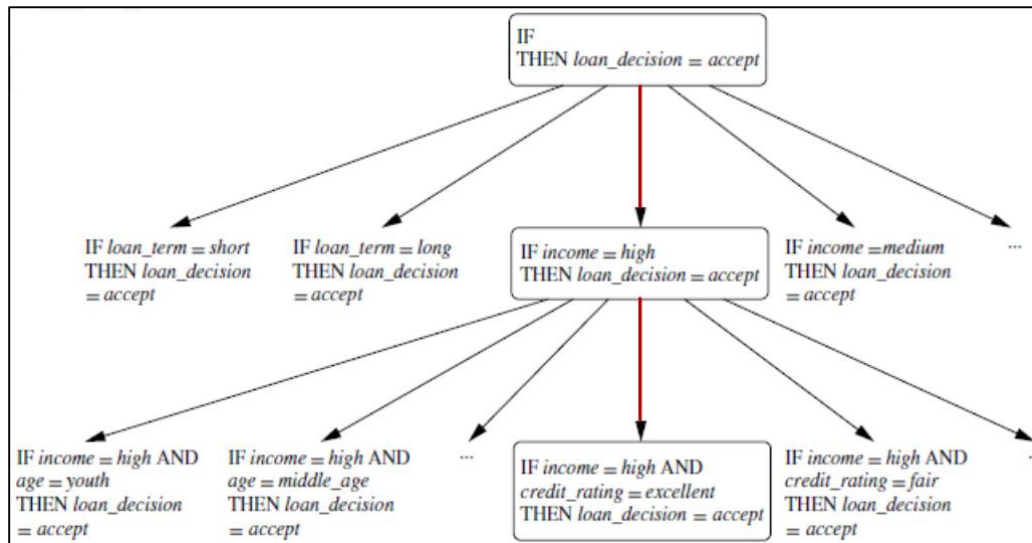 IF
THEN loan_decision = accept
IF loan_term = short
THEN loan_decision
= accept
IF loan_term = long
THEN loan_decision
= accept
IF income = high
THEN loan_decision = accept
IF income =medium
THEN loan_decision
= accept
...
IF income = high AND
age = youth
THEN loan_decision
= accept
IF income = high AND
age = middle_age
THEN loan_decision
= accept
...
IF income = high AND
credit_rating = excellent
THEN loan_decision = accept
IF income = high AND
credit_rating = fair
THEN loan_decision
= accept
...